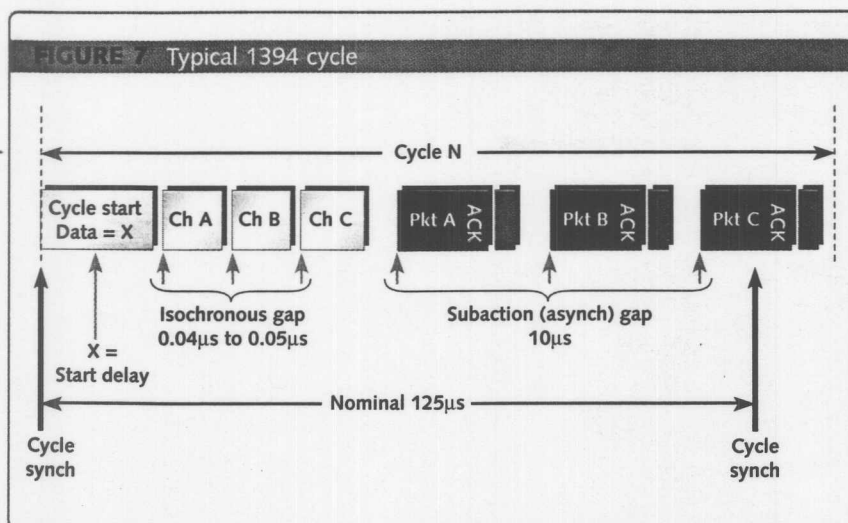 FIGURE 7 Typical 1394 cycle
Cycle N
Cycle start
Data = X
Ch A
Ch B
Ch C
Pkt A
ACK
Pkt B
ACK
Pkt C
ACK
Isochronous gap
0.04µs to 0.05µs
Subaction (asynch) gap
10µs
X =
Start delay
Nominal 125µs
Cycle
synch
Cycle
synch